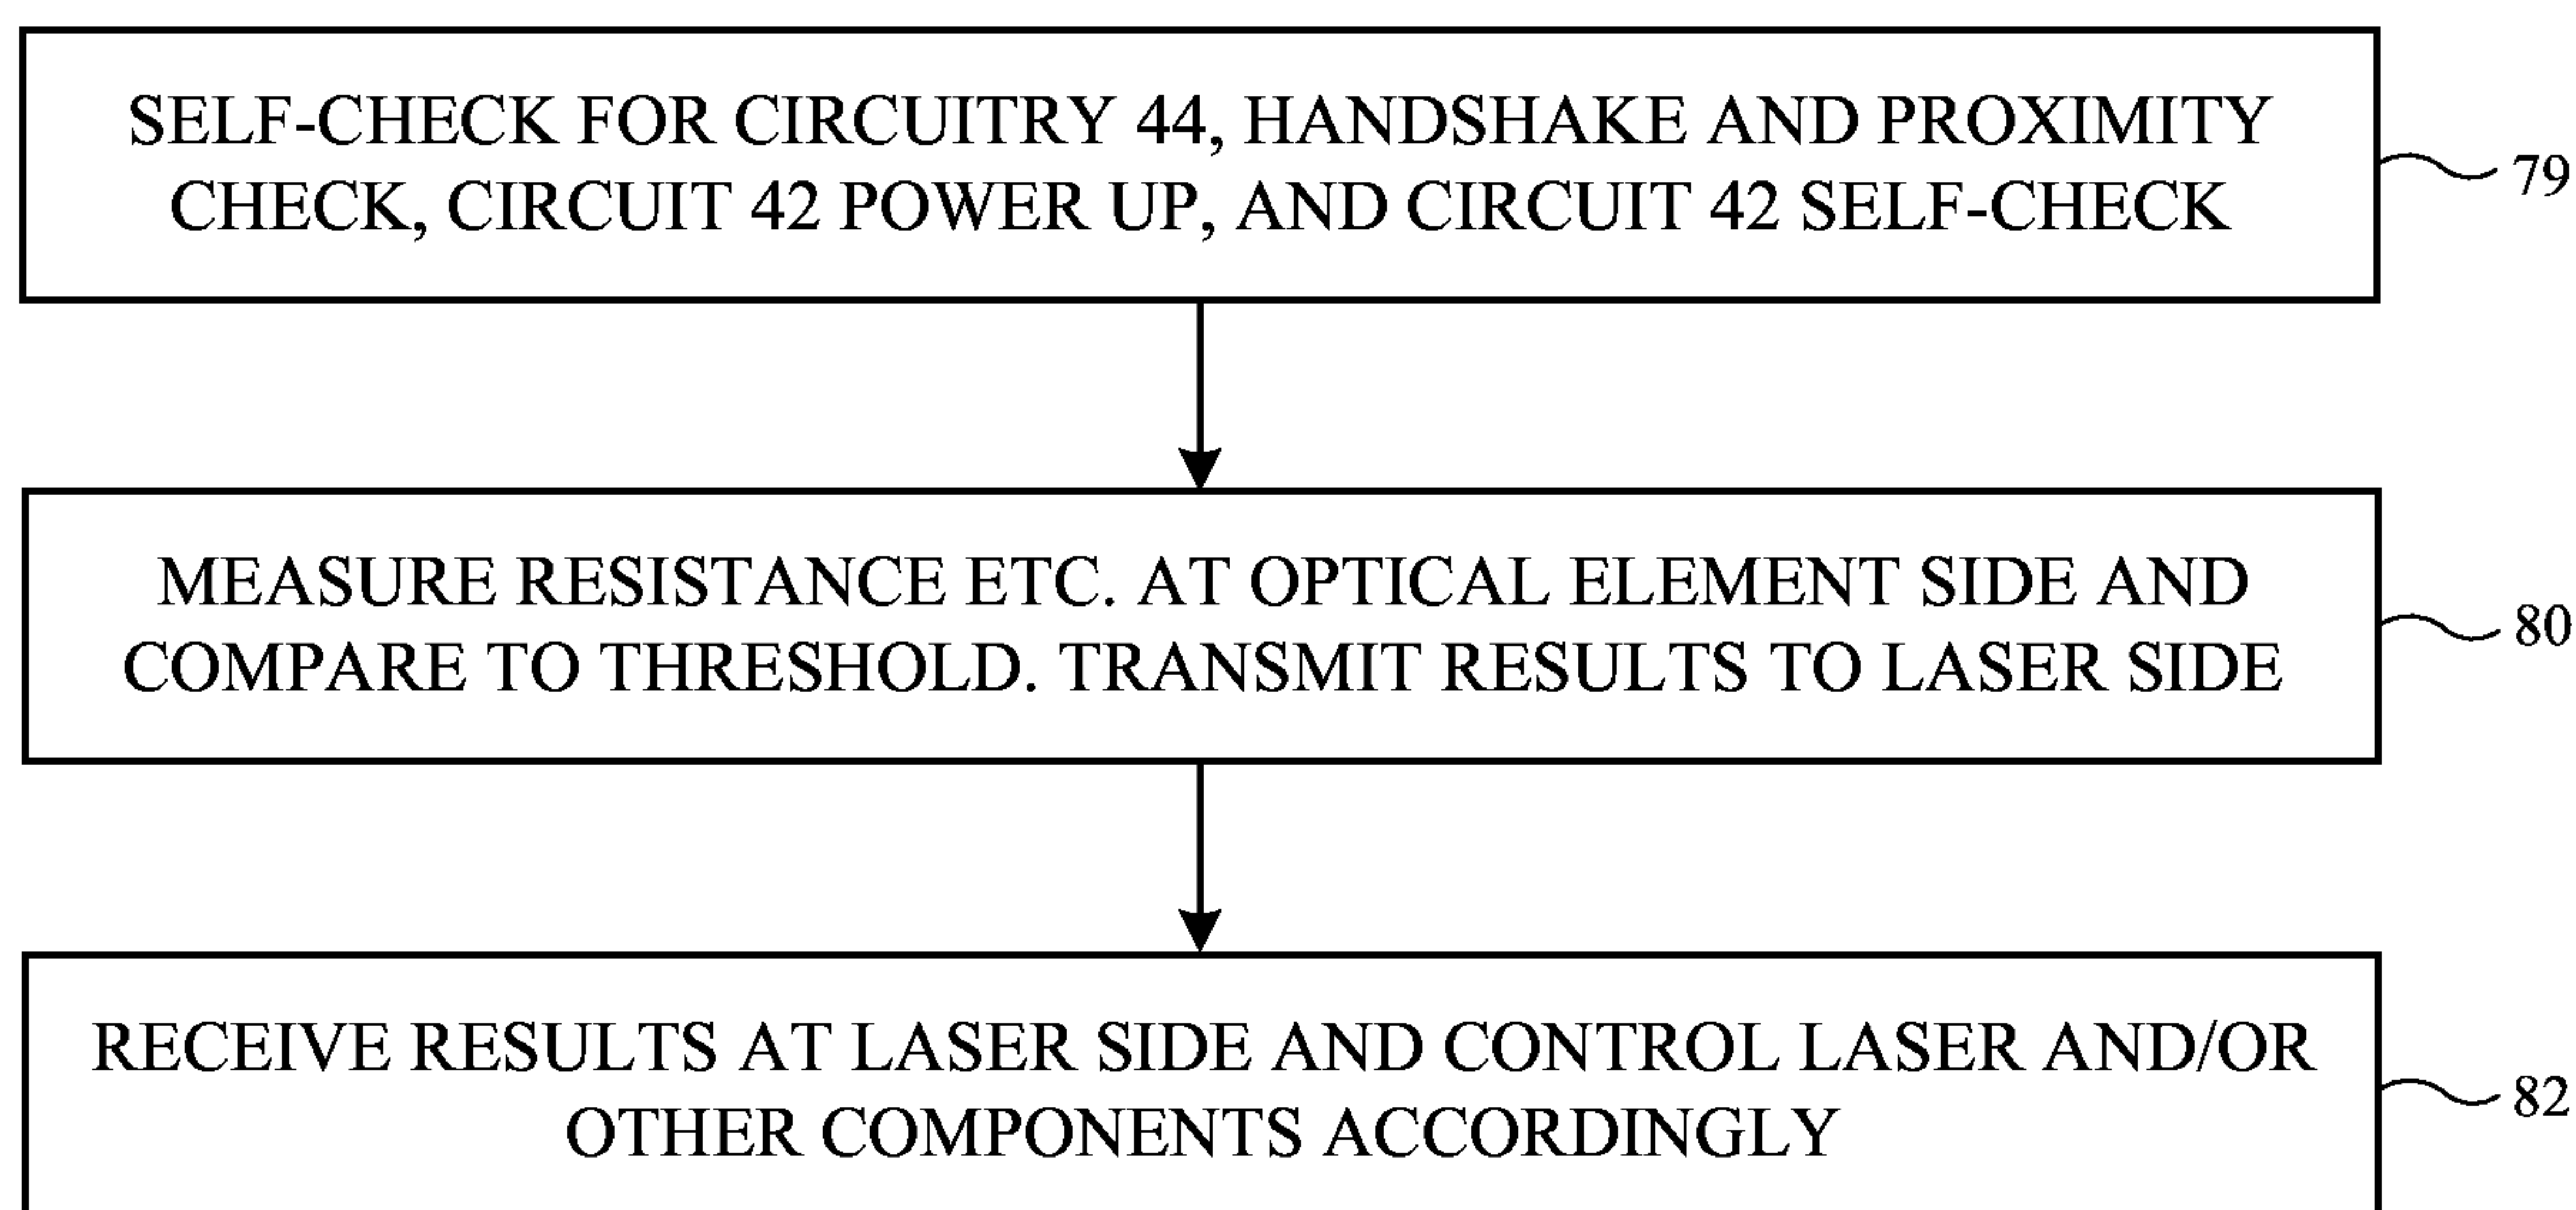 SELF-CHECK FOR CIRCUITRY 44, HANDSHAKE AND PROXIMITY
CHECK, CIRCUIT 42 POWER UP, AND CIRCUIT 42 SELF-CHECK
79
MEASURE RESISTANCE ETC. AT OPTICAL ELEMENT SIDE AND
COMPARE TO THRESHOLD. TRANSMIT RESULTS TO LASER SIDE
80
RECEIVE RESULTS AT LASER SIDE AND CONTROL LASER AND/OR
OTHER COMPONENTS ACCORDINGLY
82